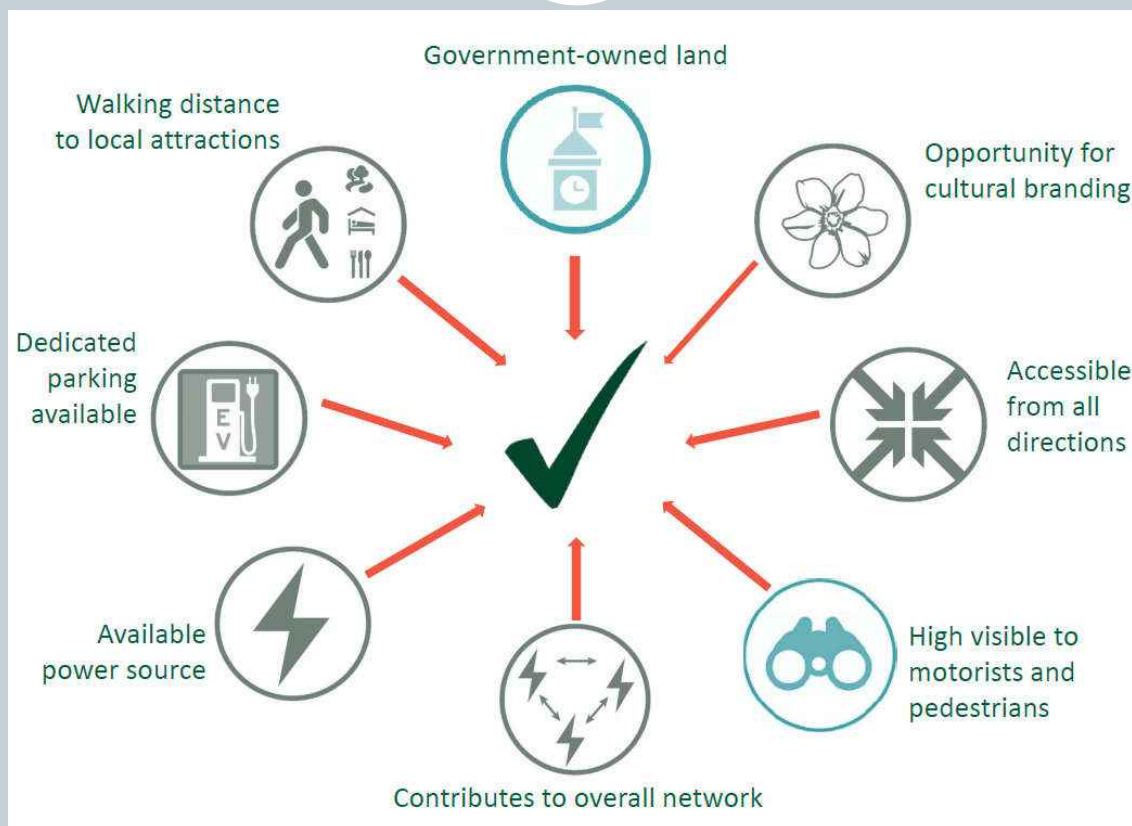 Government-owned land
Walking distance
to local attractions
Opportunity for
cultural branding
Dedicated
parking
available
EV
Accessible
from all
directions
Available
power source
High visible to
motorists and
pedestrians
Contributes to overall network